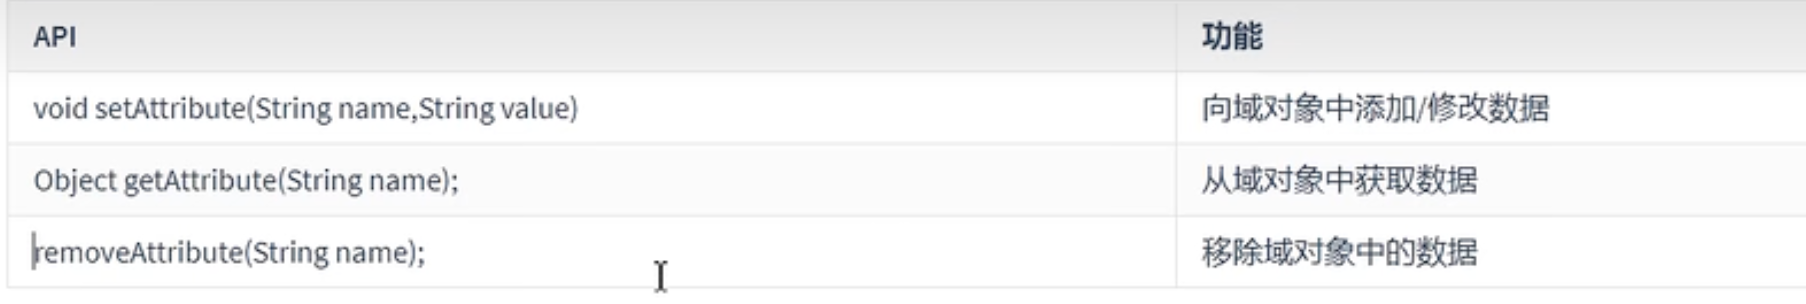 API 功能
void setAttribute(String name,String value) 向域对象中添加/修改数据
Object getAttribute(String name); 从域对象中获取数据
removeAttribute(String name); 移除域对象中的数据